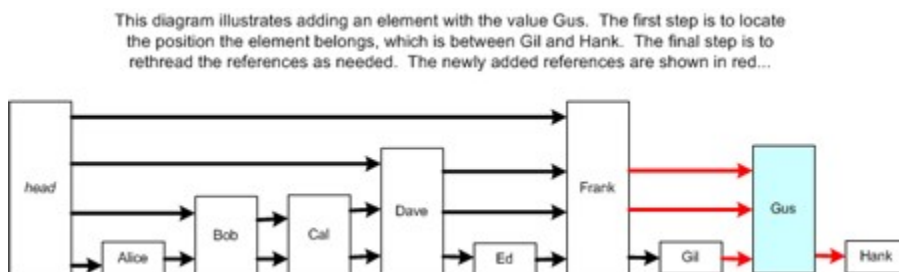 This diagram illustrates adding an element with the value Gus.  The first step is to locate
the position the element belongs, which is between Gil and Hank.  The final step is to
rethread the references as needed.  The newly added references are shown in red...
head
Alice
Bob
Cal
Dave
Ed
Frank
Gil
Gus
Hank